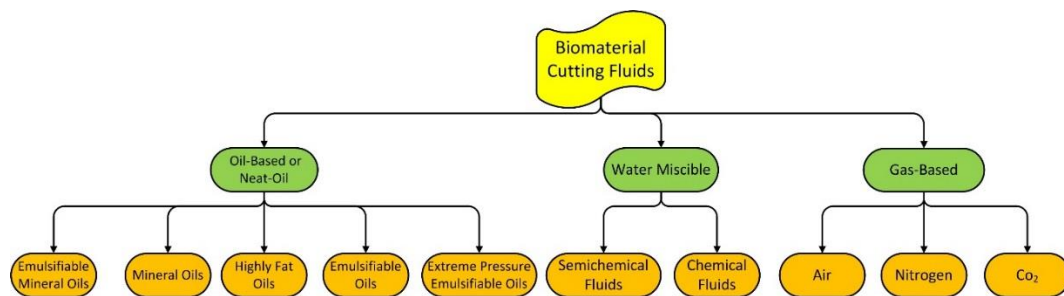 Biomaterial
Cutting Fluids
Oil-Based or
Neat-Oil
Water Miscible
Gas-Based
Emulsifiable
Mineral Oils
Mineral Oils
Highly Fat
Oils
Emulsifiable
Oils
Extreme Pressure
Emulsifiable Oils
Semichemical
Fluids
Chemical
Fluids
Air
Nitrogen
Co₂